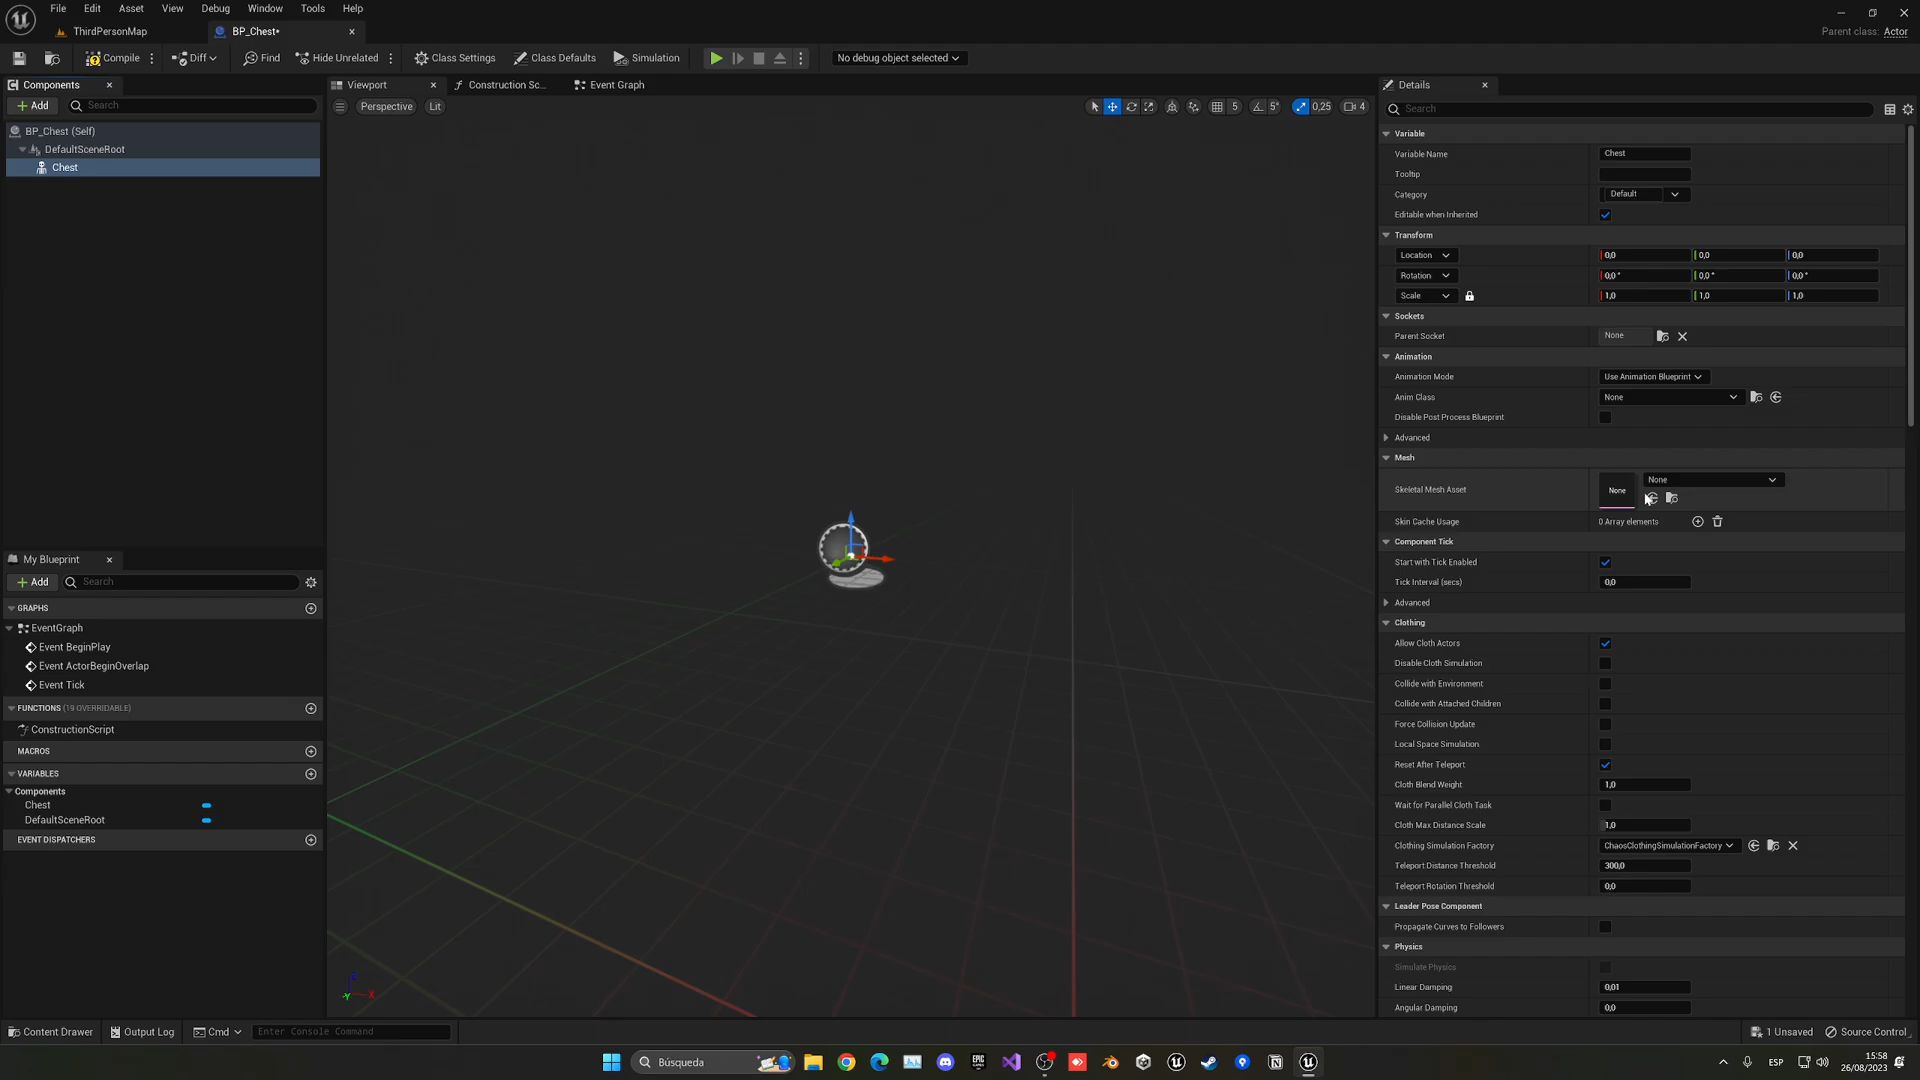 File Edit Asset View Debug Window Tools Help
ThirdPersonMap
BP_Chest*
Parent class: Actor
Compile
Diff
Find
Hide Unrelated
Class Settings
Class Defaults
Simulation
No debug object selected
Components
Add
Search
BP_Chest (Self)
DefaultSceneRoot
Chest
My Blueprint
Add
Search
GRAPHS
EventGraph
Event BeginPlay
Event ActorBeginOverlap
Event Tick
FUNCTIONS (19 OVERRIDABLE)
ConstructionScript
MACROS
VARIABLES
Components
Chest
DefaultSceneRoot
EVENT DISPATCHERS
Viewport
Construction Sc...
Event Graph
Perspective
Lit
5
5°
0,25
4
Z
Y
X
Details
Search
Variable
Variable Name Chest
Tooltip
Category Default
Editable when Inherited
Transform
Location 0,0 0,0 0,0
Rotation 0,0 ° 0,0 ° 0,0 °
Scale 1,0 1,0 1,0
Sockets
Parent Socket None
Animation
Animation Mode Use Animation Blueprint
Anim Class None
Disable Post Process Blueprint
Advanced
Mesh
Skeletal Mesh Asset None None
Skin Cache Usage 0 Array elements
Component Tick
Start with Tick Enabled
Tick Interval (secs) 0,0
Advanced
Clothing
Allow Cloth Actors
Disable Cloth Simulation
Collide with Environment
Collide with Attached Children
Force Collision Update
Local Space Simulation
Reset After Teleport
Cloth Blend Weight 1,0
Wait for Parallel Cloth Task
Cloth Max Distance Scale 1,0
Clothing Simulation Factory ChaosClothingSimulationFactory
Teleport Distance Threshold 300,0
Teleport Rotation Threshold 0,0
Leader Pose Component
Propagate Curves to Followers
Physics
Simulate Physics
Linear Damping 0,01
Angular Damping 0,0
Content Drawer
Output Log
Cmd
Enter Console Command
1 Unsaved
Source Control
Búsqueda
EPIC GAMES
ESP
15:58
26/08/2023